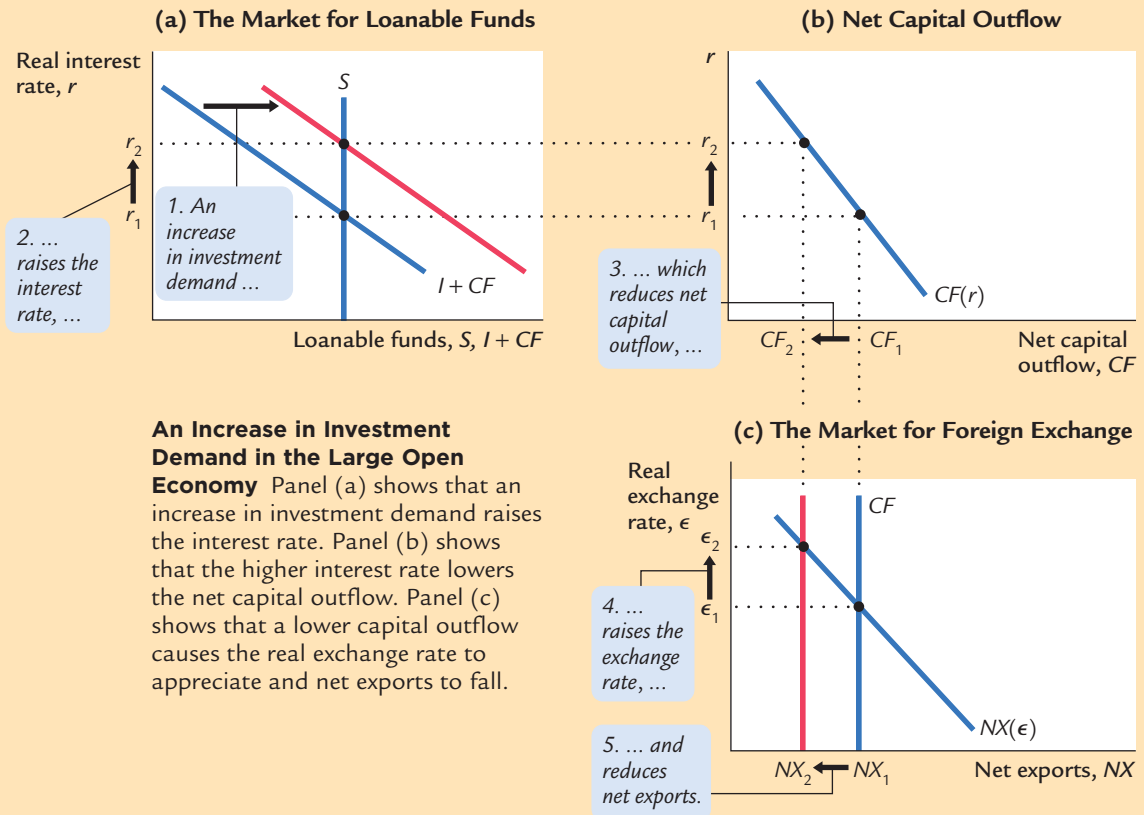 (a) The Market for Loanable Funds
Real interest
rate, r
S
r₂
r₁
1. An
increase
in investment
demand ...
2. ...
raises the
interest
rate, ...
I + CF
Loanable funds, S, I + CF
(b) Net Capital Outflow
r
r₂
r₁
3. ... which
reduces net
capital
outflow, ...
CF(r)
CF₂
CF₁
Net capital
outflow, CF
An Increase in Investment
Demand in the Large Open
Economy Panel (a) shows that an
increase in investment demand raises
the interest rate. Panel (b) shows
that the higher interest rate lowers
the net capital outflow. Panel (c)
shows that a lower capital outflow
causes the real exchange rate to
appreciate and net exports to fall.
(c) The Market for Foreign Exchange
Real
exchange
rate, ϵ
CF
ϵ₂
ϵ₁
4. ...
raises the
exchange
rate, ...
NX(ϵ)
5. ... and
reduces
net exports.
NX₂
NX₁
Net exports, NX